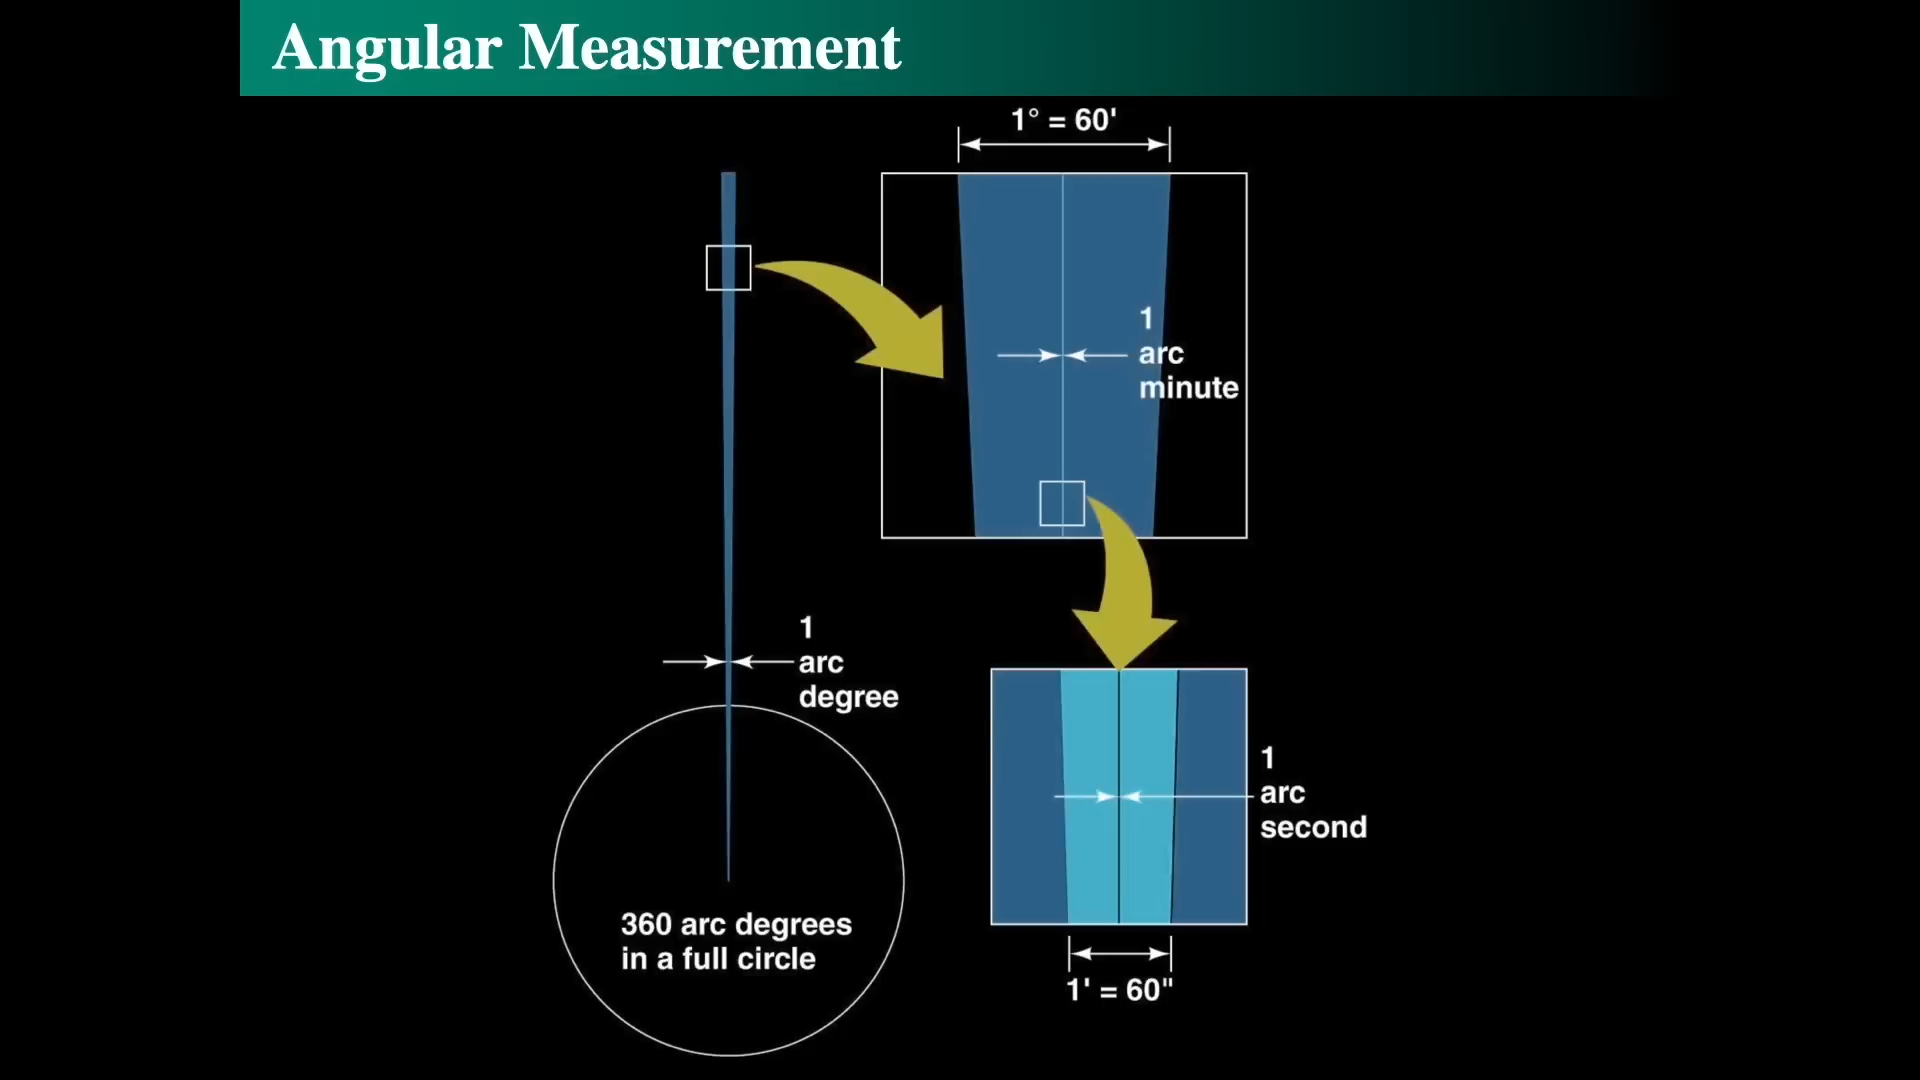 Angular Measurement
1° = 60'
1
arc
minute
1
arc
degree
1
arc
second
360 arc degrees
in a full circle
1' = 60"